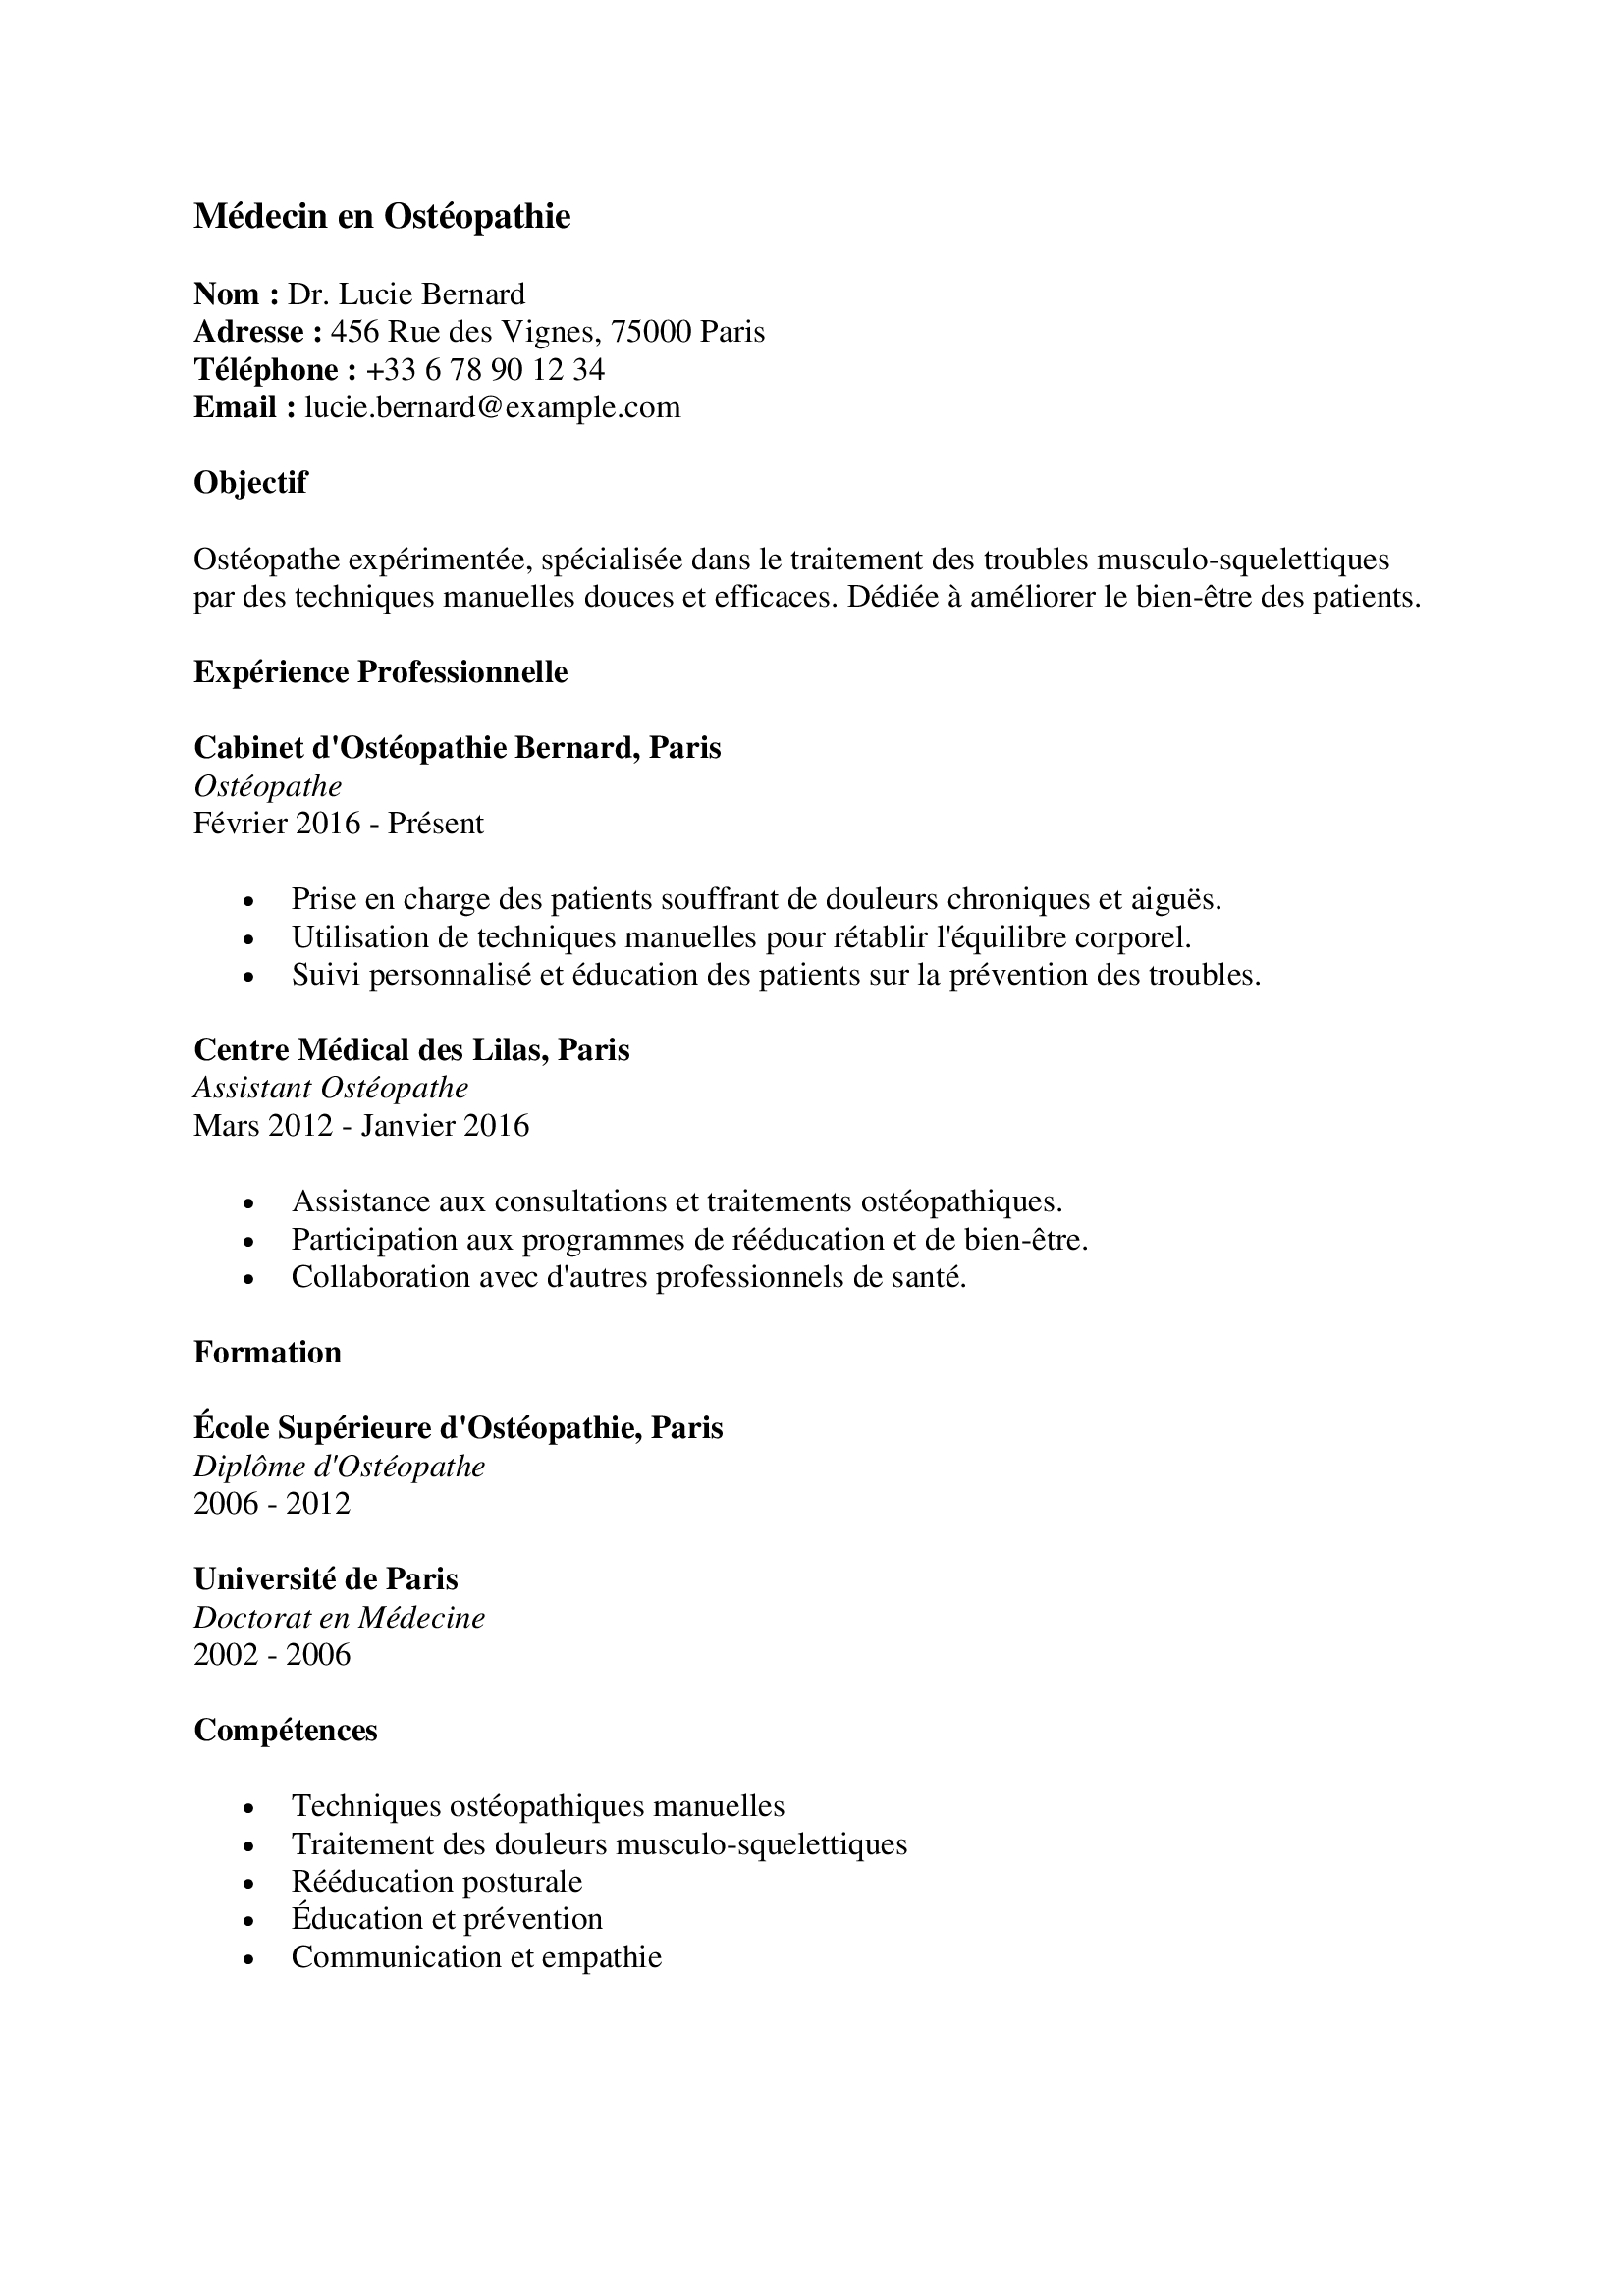 Médecin en Ostéopathie
Nom : Dr. Lucie Bernard
Adresse : 456 Rue des Vignes, 75000 Paris
Téléphone : +33 6 78 90 12 34
Email : lucie.bernard@example.com
Objectif
Ostéopathe expérimentée, spécialisée dans le traitement des troubles musculo-squelettiques
par des techniques manuelles douces et efficaces. Dédiée à améliorer le bien-être des patients.
Expérience Professionnelle
Cabinet d'Ostéopathie Bernard, Paris
Ostéopathe
Février 2016 - Présent
• Prise en charge des patients souffrant de douleurs chroniques et aiguës.
• Utilisation de techniques manuelles pour rétablir l'équilibre corporel.
• Suivi personnalisé et éducation des patients sur la prévention des troubles.
Centre Médical des Lilas, Paris
Assistant Ostéopathe
Mars 2012 - Janvier 2016
• Assistance aux consultations et traitements ostéopathiques.
• Participation aux programmes de rééducation et de bien-être.
• Collaboration avec d'autres professionnels de santé.
Formation
École Supérieure d'Ostéopathie, Paris
Diplôme d'Ostéopathe
2006 - 2012
Université de Paris
Doctorat en Médecine
2002 - 2006
Compétences
• Techniques ostéopathiques manuelles
• Traitement des douleurs musculo-squelettiques
• Rééducation posturale
• Éducation et prévention
• Communication et empathie